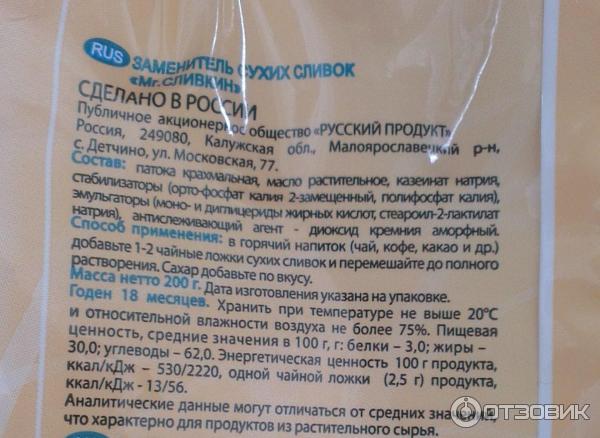 RUS ЗАМЕНИТЕЛЬ СУХИХ СЛИВОК
«Mr.СЛИВКИН»
СДЕЛАНО В РОССИИ
Публичное акционерное общество «РУССКИЙ ПРОДУКТ»
Россия, 249080, Калужская обл., Малоярославецкий р-н,
с. Детчино, ул. Московская, 77.
Состав: патока крахмальная, масло растительное, казеинат натрия,
стабилизаторы (орто-фосфат калия 2-замещенный, полифосфат калия),
эмульгаторы (моно- и диглицериды жирных кислот, стеароил-2-лактилат
натрия), антислеживающий агент - диоксид кремния аморфный.
Способ применения: в горячий напиток (чай, кофе, какао и др.)
добавьте 1-2 чайные ложки сухих сливок и перемешайте до полного
растворения. Сахар добавьте по вкусу.
Масса нетто 200 г. Дата изготовления указана на упаковке.
Годен 18 месяцев. Хранить при температуре не выше 20°С
и относительной влажности воздуха не более 75%. Пищевая
ценность, средние значения в 100 г, г: белки – 3,0; жиры –
30,0; углеводы – 62,0. Энергетическая ценность 100 г продукта,
ккал/кДж – 530/2220, одной чайной ложки (2,5 г) продукта,
ккал/кДж - 13/56.
Аналитические данные могут отличаться от средних значений,
что характерно для продуктов из растительного сырья.
ОТЗОВИК